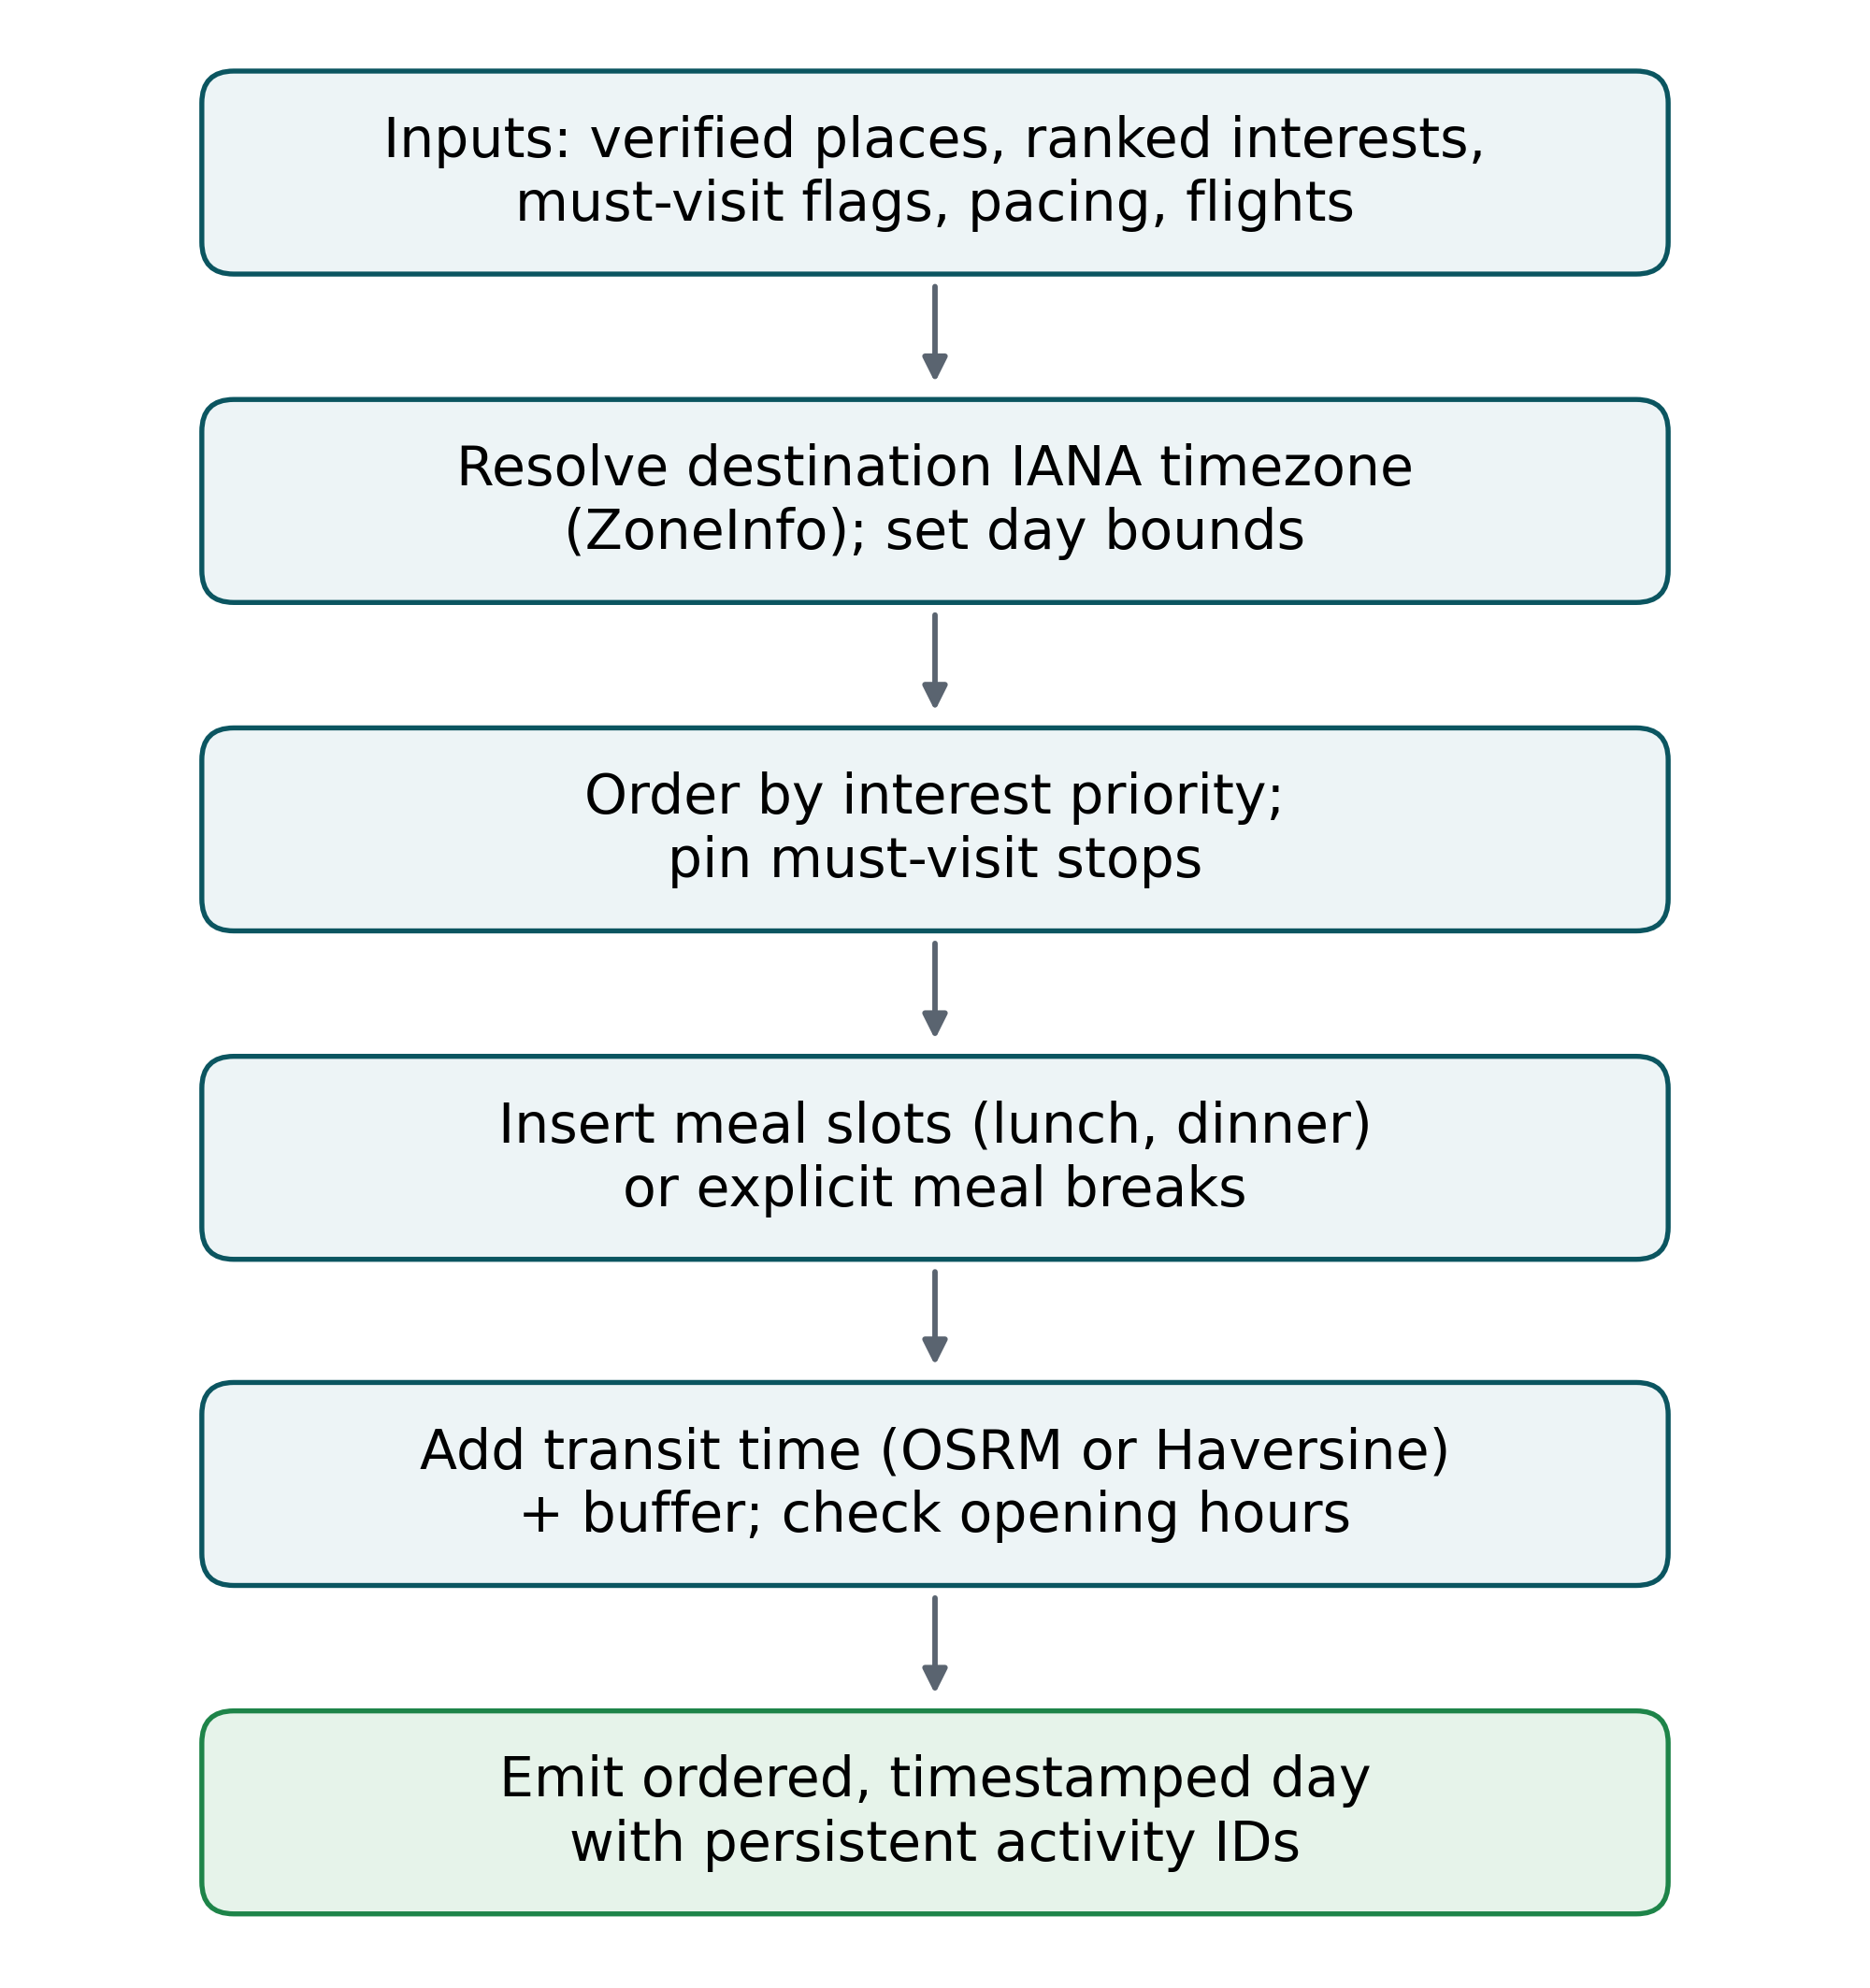 Inputs: verified places, ranked interests,
must-visit flags, pacing, flights
Resolve destination IANA timezone
(ZoneInfo); set day bounds
Order by interest priority;
pin must-visit stops
Insert meal slots (lunch, dinner)
or explicit meal breaks
Add transit time (OSRM or Haversine)
+ buffer; check opening hours
Emit ordered, timestamped day
with persistent activity IDs